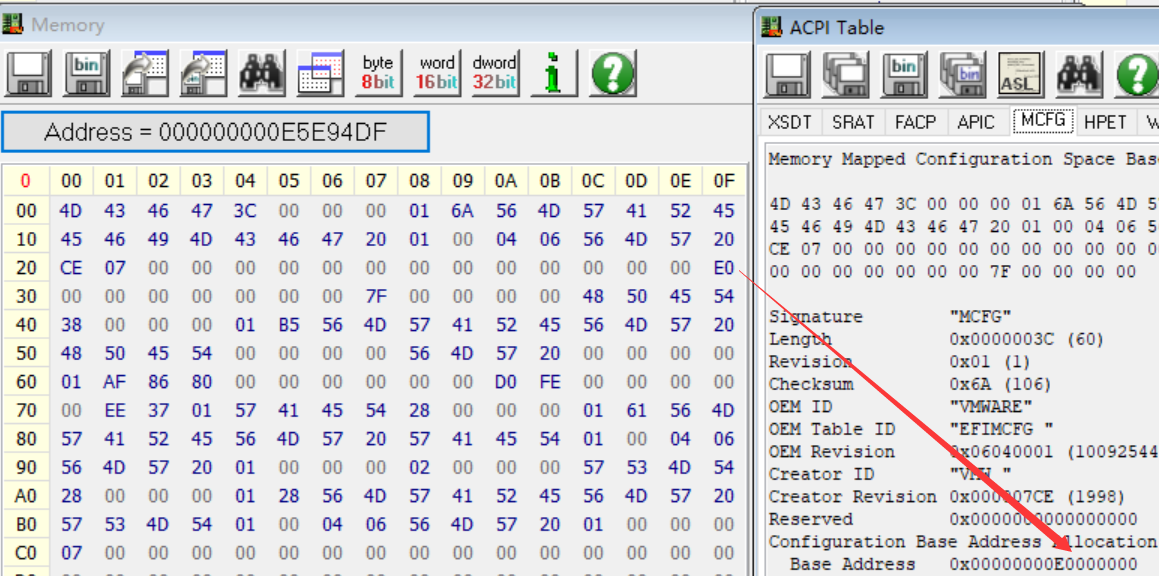 Memory
bin
byte 8bit
word 16bit
dword 32bit
Address = 000000000E5E94DF
0 00 01 02 03 04 05 06 07 08 09 0A 0B 0C 0D 0E 0F
00 4D 43 46 47 3C 00 00 00 01 6A 56 4D 57 41 52 45
10 45 46 49 4D 43 46 47 20 01 00 04 06 56 4D 57 20
20 CE 07 00 00 00 00 00 00 00 00 00 00 00 00 00 E0
30 00 00 00 00 00 00 00 7F 00 00 00 00 48 50 45 54
40 38 00 00 00 01 B5 56 4D 57 41 52 45 56 4D 57 20
50 48 50 45 54 00 00 00 00 56 4D 57 20 00 00 00 00
60 01 AF 86 80 00 00 00 00 00 00 D0 FE 00 00 00 00
70 00 EE 37 01 57 41 45 54 28 00 00 00 01 61 56 4D
80 57 41 52 45 56 4D 57 20 57 41 45 54 01 00 04 06
90 56 4D 57 20 01 00 00 00 02 00 00 00 57 53 4D 54
A0 28 00 00 00 01 28 56 4D 57 41 52 45 56 4D 57 20
B0 57 53 4D 54 01 00 04 06 56 4D 57 20 01 00 00 00
C0 07 00 00 00 00 00 00 00 00 00 00 00 00 00 00 00
ACPI Table
bin
bin
ASL
XSDT SRAT FACP APIC MCFG HPET W
Memory Mapped Configuration Space Bas
4D 43 46 47 3C 00 00 00 01 6A 56 4D 5
45 46 49 4D 43 46 47 20 01 00 04 06 5
CE 07 00 00 00 00 00 00 00 00 00 00 0
00 00 00 00 00 00 00 7F 00 00 00 00
Signature "MCFG"
Length 0x0000003C (60)
Revision 0x01 (1)
Checksum 0x6A (106)
OEM ID "VMWARE"
OEM Table ID "EFIMCFG "
OEM Revision 0x06040001 (10092544
Creator ID "VMW "
Creator Revision 0x000007CE (1998)
Reserved 0x0000000000000000
Configuration Base Address Allocation
Base Address 0x00000000E0000000